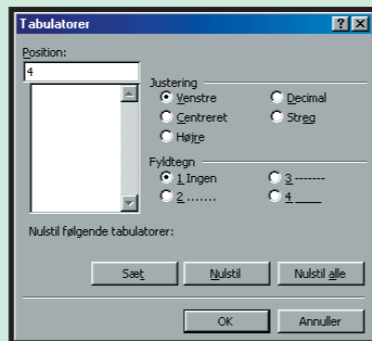 Tabulatorer
Position:
4
Justering
Venstre
Decimal
Centreret
Streg
Højre
Fyldtegn
1 Ingen
3 -------
2 .......
4 ____
Nulstil følgende tabulatorer:
Sæt
Nulstil
Nulstil alle
OK
Annuller